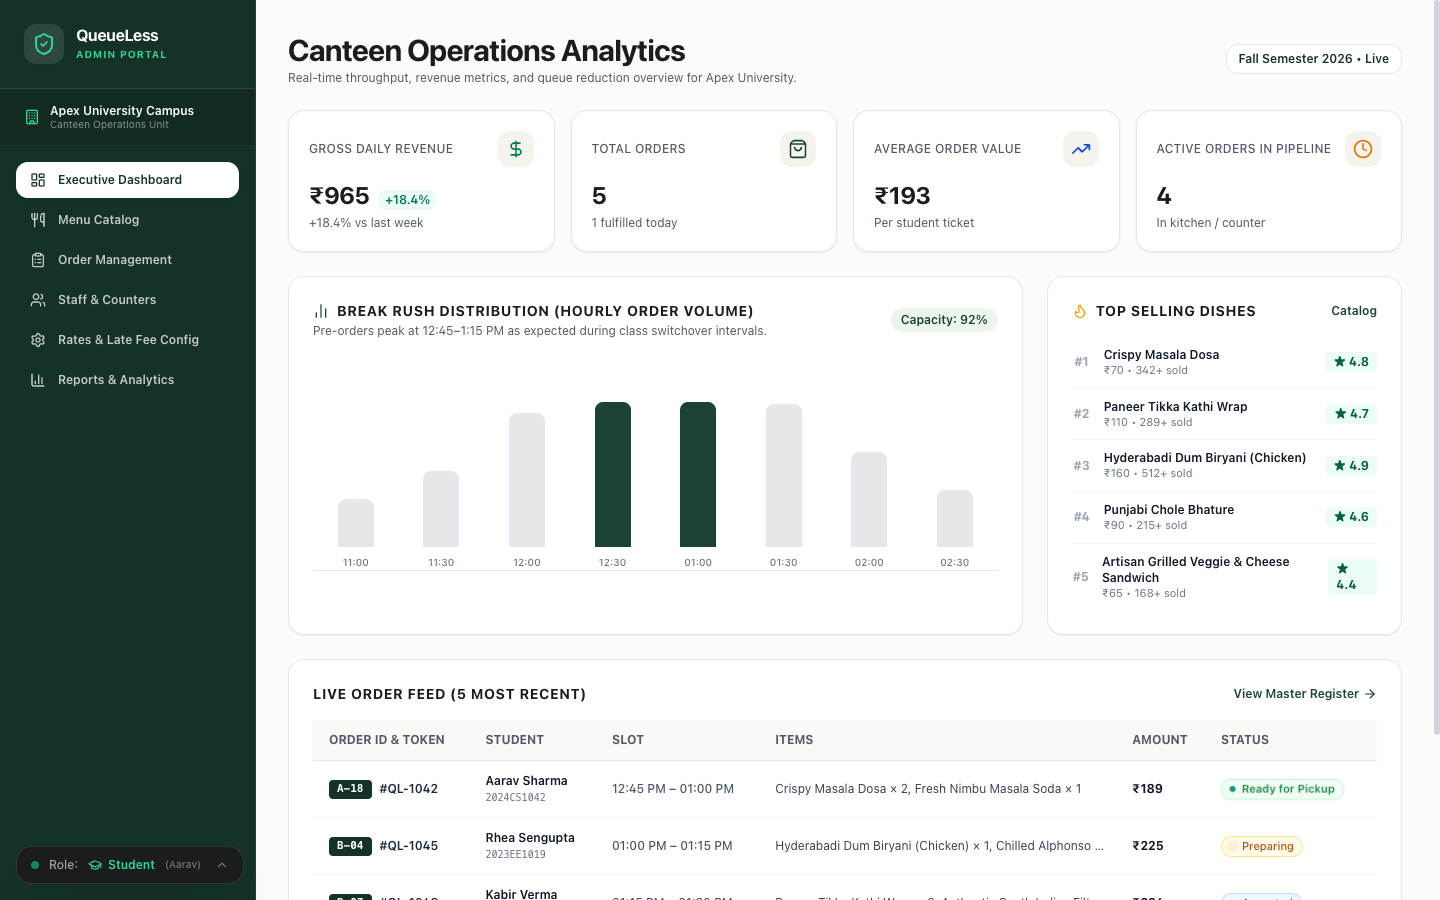 QueueLess
ADMIN PORTAL
Apex University Campus
Canteen Operations Unit
Executive Dashboard
Menu Catalog
Order Management
Staff & Counters
Rates & Late Fee Config
Reports & Analytics
Role: Student (Aarav)
Canteen Operations Analytics
Real-time throughput, revenue metrics, and queue reduction overview for Apex University.
Fall Semester 2026 • Live
GROSS DAILY REVENUE
₹965 +18.4%
+18.4% vs last week
TOTAL ORDERS
5
1 fulfilled today
AVERAGE ORDER VALUE
₹193
Per student ticket
ACTIVE ORDERS IN PIPELINE
4
In kitchen / counter
BREAK RUSH DISTRIBUTION (HOURLY ORDER VOLUME)
Pre-orders peak at 12:45–1:15 PM as expected during class switchover intervals.
Capacity: 92%
11:00 11:30 12:00 12:30 01:00 01:30 02:00 02:30
TOP SELLING DISHES
Catalog
#1 Crispy Masala Dosa
₹70 • 342+ sold
★ 4.8
#2 Paneer Tikka Kathi Wrap
₹110 • 289+ sold
★ 4.7
#3 Hyderabadi Dum Biryani (Chicken)
₹160 • 512+ sold
★ 4.9
#4 Punjabi Chole Bhature
₹90 • 215+ sold
★ 4.6
#5 Artisan Grilled Veggie & Cheese
Sandwich
₹65 • 168+ sold
★
4.4
LIVE ORDER FEED (5 MOST RECENT)
View Master Register →
ORDER ID & TOKEN STUDENT SLOT ITEMS AMOUNT STATUS
A-18 #QL-1042 Aarav Sharma 12:45 PM – 01:00 PM Crispy Masala Dosa × 2, Fresh Nimbu Masala Soda × 1 ₹189 Ready for Pickup
2024CS1042
B-04 #QL-1045 Rhea Sengupta 01:00 PM – 01:15 PM Hyderabadi Dum Biryani (Chicken) × 1, Chilled Alphonso ... ₹225 Preparing
2023EE1019
Kabir Verma